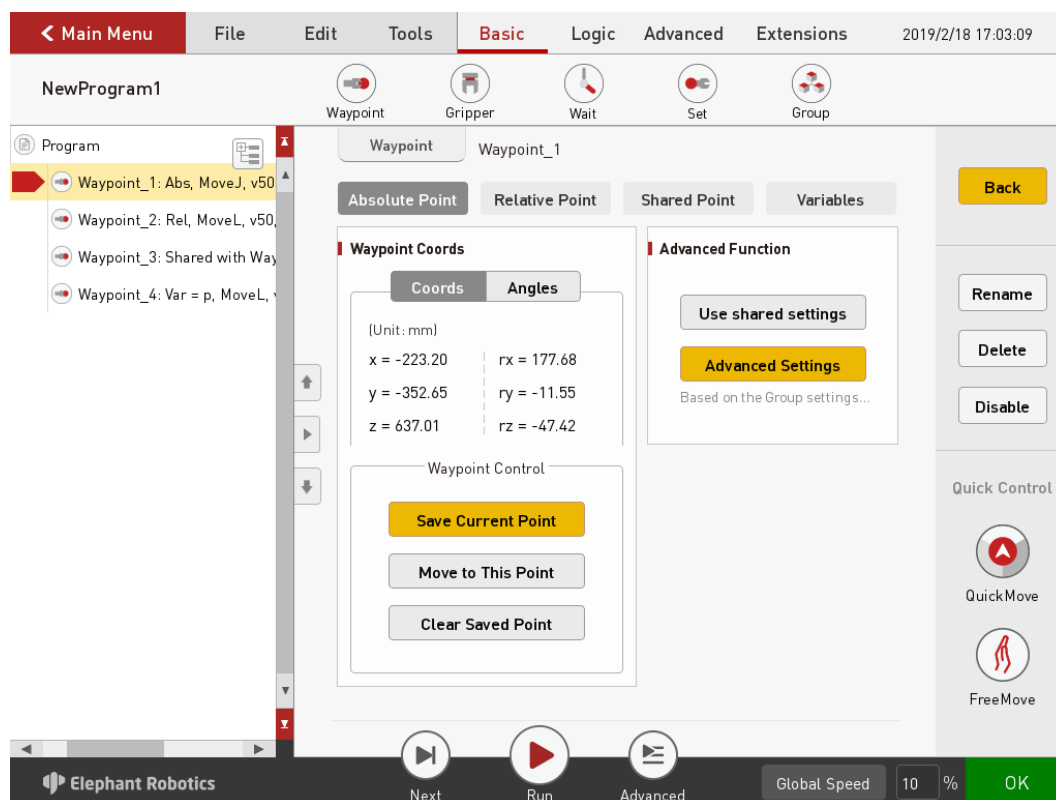 Main Menu File Edit Tools Basic Logic Advanced Extensions 2019/2/18 17:03:09
NewProgram1
Waypoint Gripper Wait Set Group
Program
Waypoint_1: Abs, MoveJ, v50
Waypoint_2: Rel, MoveL, v50,
Waypoint_3: Shared with Way
Waypoint_4: Var = p, MoveL,
Waypoint Waypoint_1
Absolute Point Relative Point Shared Point Variables
Waypoint Coords
Coords Angles
(Unit: mm)
x = -223.20 rx = 177.68
y = -352.65 ry = -11.55
z = 637.01 rz = -47.42
Waypoint Control
Save Current Point
Move to This Point
Clear Saved Point
Advanced Function
Use shared settings
Advanced Settings
Based on the Group settings...
Back
Rename
Delete
Disable
Quick Control
QuickMove
FreeMove
Elephant Robotics
Next Run Advanced
Global Speed 10 % OK